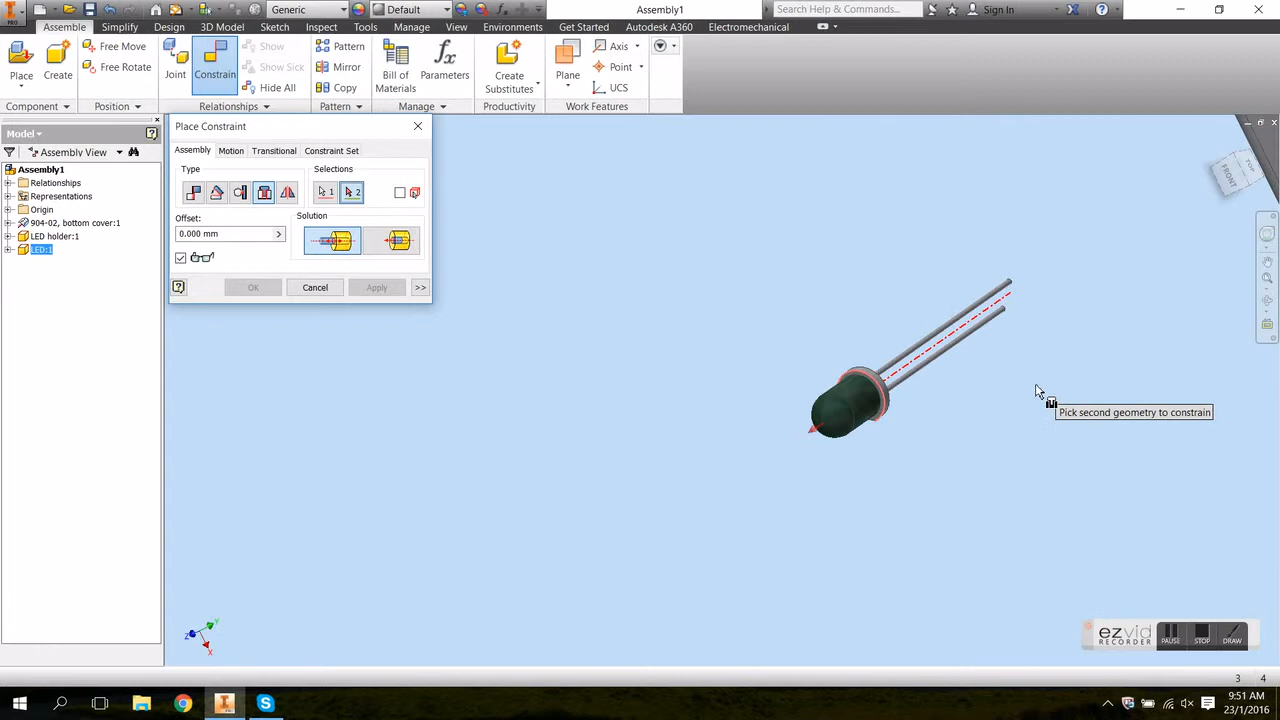 Generic
Default
Assembly1
Search Help & Commands...
Sign In
PRO
Assemble Simplify Design 3D Model Sketch Inspect Tools Manage View Environments Get Started Autodesk A360 Electromechanical
Place
Create
Free Move
Free Rotate
Joint
Constrain
Show
Show Sick
Hide All
Pattern
Mirror
Copy
Bill of
Materials
Parameters
Create
Substitutes
Plane
Axis
Point
UCS
Component
Position
Relationships
Pattern
Manage
Productivity
Work Features
Model
Assembly View
Assembly1
Relationships
Representations
Origin
904-02, bottom cover:1
LED holder:1
LED:1
Place Constraint
Assembly Motion Transitional Constraint Set
Type
Selections
1
2
Offset:
0.000 mm
Solution
OK
Cancel
Apply
>>
FRONT
TOP
Pick second geometry to constrain
Z
Y
X
ezvid
RECORDER
PAUSE
STOP
DRAW
3 4
9:51 AM
23/1/2016